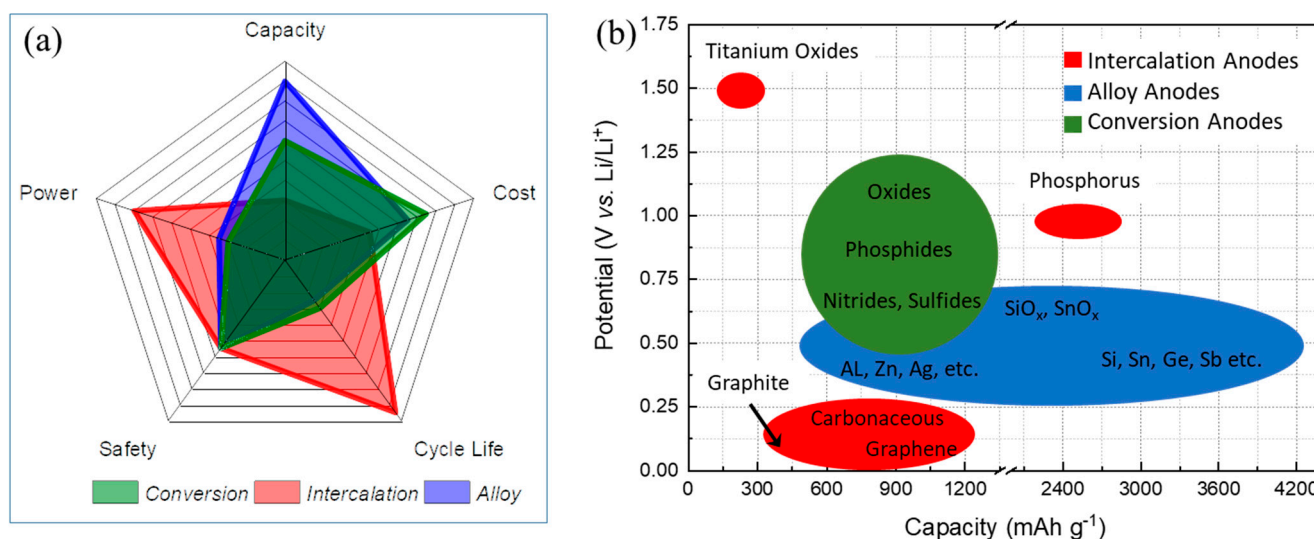 (a)
Capacity
Power
Cost
Safety
Cycle Life
Conversion Intercalation Alloy
(b)
Potential (V vs. Li/Li⁺)
1.75
1.50
1.25
1.00
0.75
0.50
0.25
0.00
Titanium Oxides
Intercalation Anodes
Alloy Anodes
Conversion Anodes
Oxides
Phosphorus
Phosphides
Nitrides, Sulfides
SiOₓ, SnOₓ
AL, Zn, Ag, etc.
Si, Sn, Ge, Sb etc.
Graphite
Carbonaceous
Graphene
0 300 600 900 1200 2400 3000 3600 4200
Capacity (mAh g⁻¹)